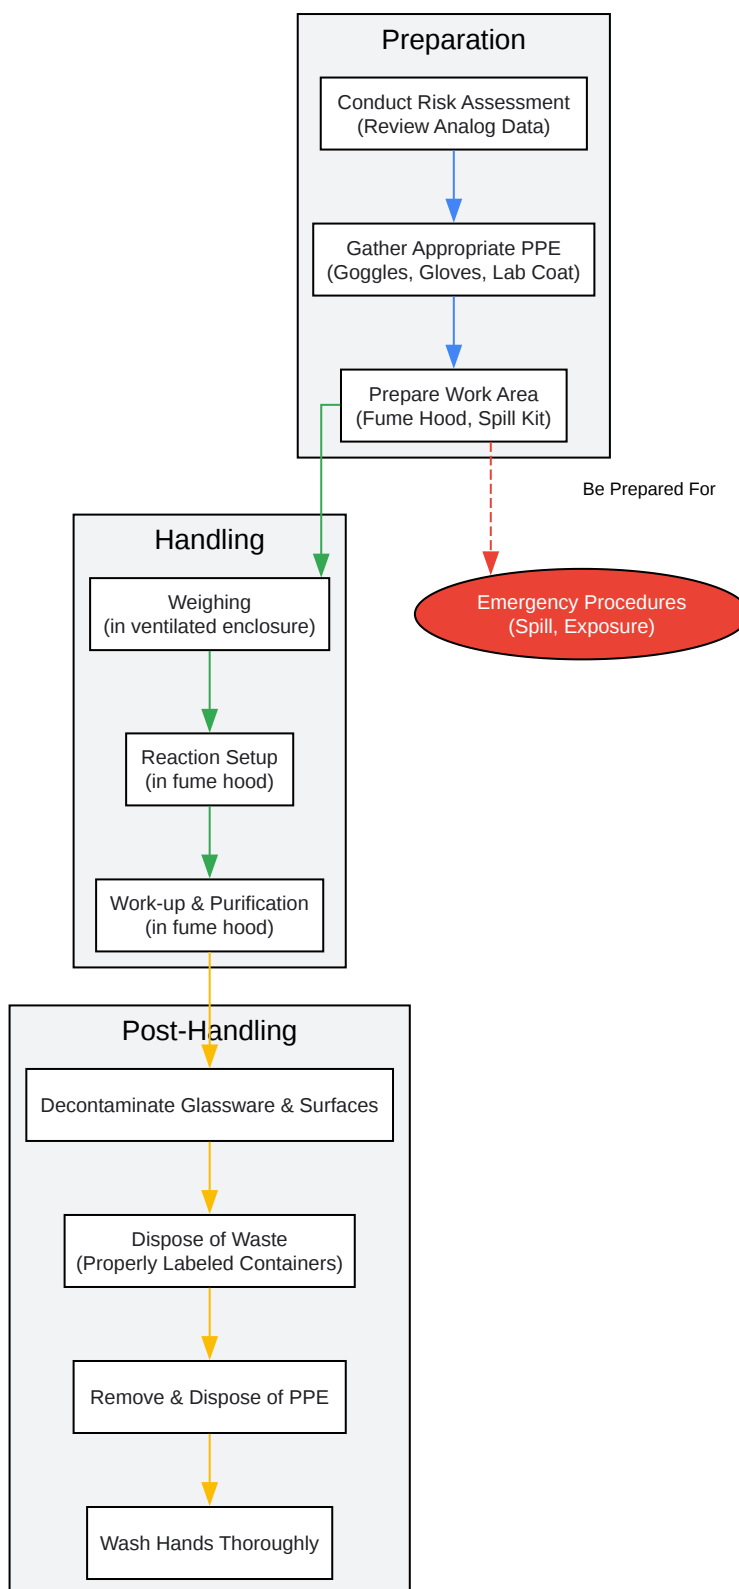 Preparation
Conduct Risk Assessment
(Review Analog Data)
Gather Appropriate PPE
(Goggles, Gloves, Lab Coat)
Prepare Work Area
(Fume Hood, Spill Kit)
Be Prepared For
Handling
Weighing
(in ventilated enclosure)
Emergency Procedures
(Spill, Exposure)
Reaction Setup
(in fume hood)
Work-up & Purification
(in fume hood)
Post-Handling
Decontaminate Glassware & Surfaces
Dispose of Waste
(Properly Labeled Containers)
Remove & Dispose of PPE
Wash Hands Thoroughly